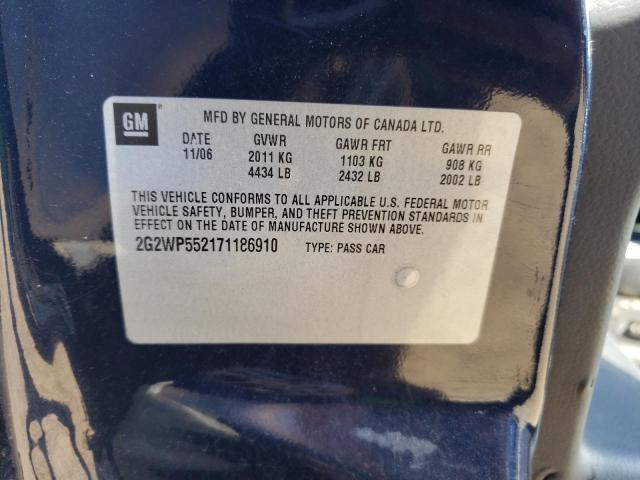 GM
MFD BY GENERAL MOTORS OF CANADA LTD.
DATE GVWR GAWR FRT GAWR RR
11/06 2011 KG 1103 KG 908 KG
4434 LB 2432 LB 2002 LB
THIS VEHICLE CONFORMS TO ALL APPLICABLE U.S. FEDERAL MOTOR
VEHICLE SAFETY, BUMPER, AND THEFT PREVENTION STANDARDS IN
EFFECT ON THE DATE OF MANUFACTURE SHOWN ABOVE.
2G2WP552171186910 TYPE: PASS CAR